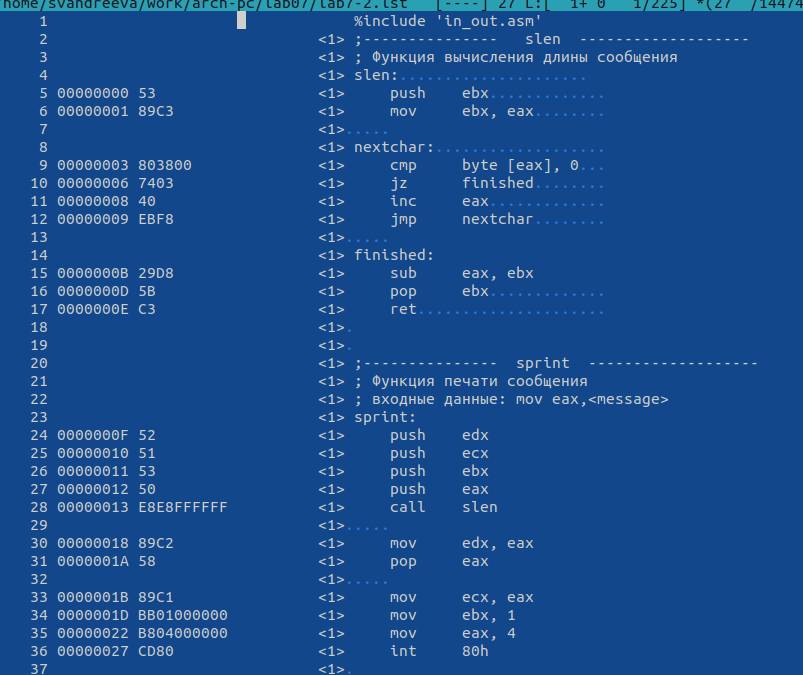 home/svandreeva/work/arch-pc/lab07/lab7-2.lst [----] 27 L:[ 1+ 0 1/225] *(27 /14474
1 %include 'in_out.asm'
2 <1> ;--------------- slen -------------------
3 <1> ; Функция вычисления длины сообщения
4 <1> slen:.....................
5 00000000 53 <1> push ebx.............
6 00000001 89C3 <1> mov ebx, eax........
7 <1>.....
8 <1> nextchar:...................
9 00000003 803800 <1> cmp byte [eax], 0...
10 00000006 7403 <1> jz finished........
11 00000008 40 <1> inc eax.............
12 00000009 EBF8 <1> jmp nextchar........
13 <1>.....
14 <1> finished:
15 0000000B 29D8 <1> sub eax, ebx
16 0000000D 5B <1> pop ebx.............
17 0000000E C3 <1> ret.....................
18 <1>.
19 <1>.
20 <1> ;--------------- sprint -------------------
21 <1> ; Функция печати сообщения
22 <1> ; входные данные: mov eax,<message>
23 <1> sprint:
24 0000000F 52 <1> push edx
25 00000010 51 <1> push ecx
26 00000011 53 <1> push ebx
27 00000012 50 <1> push eax
28 00000013 E8E8FFFFFF <1> call slen
29 <1>.....
30 00000018 89C2 <1> mov edx, eax
31 0000001A 58 <1> pop eax
32 <1>.....
33 0000001B 89C1 <1> mov ecx, eax
34 0000001D BB01000000 <1> mov ebx, 1
35 00000022 B804000000 <1> mov eax, 4
36 00000027 CD80 <1> int 80h
37 <1>.